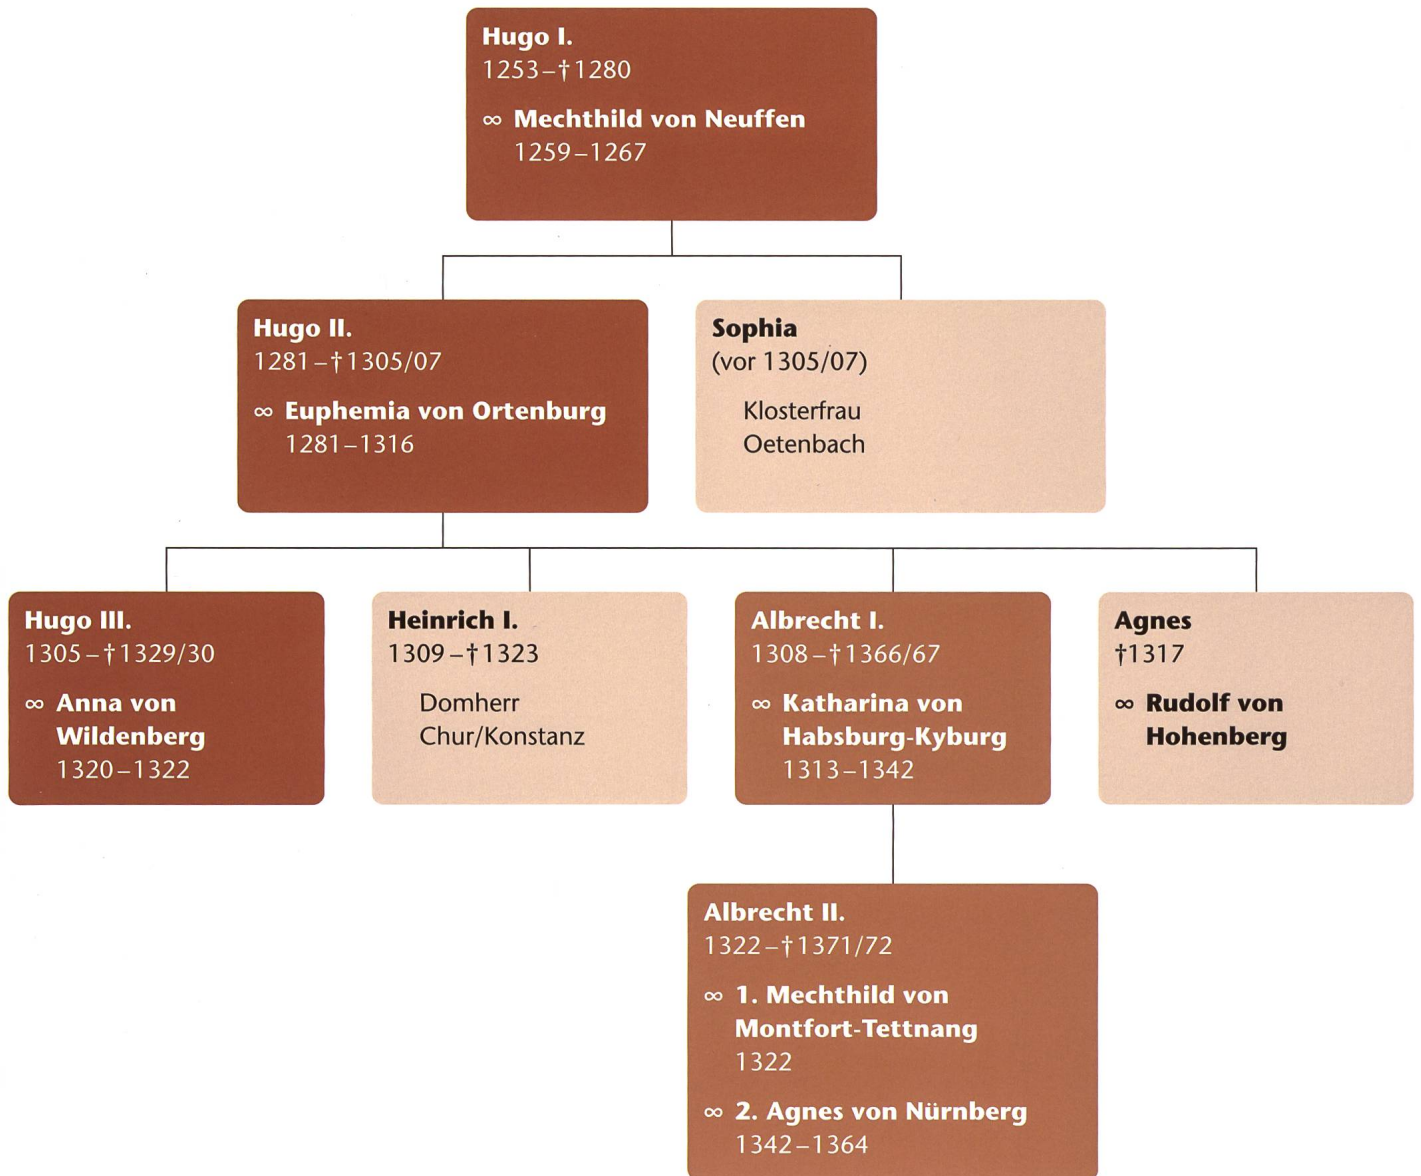 Hugo I.
1253–†1280
∞ Mechthild von Neuffen
1259–1267
Hugo II.
1281–†1305/07
∞ Euphemia von Ortenburg
1281–1316
Sophia
(vor 1305/07)
Klosterfrau
Oetenbach
Hugo III.
1305–†1329/30
∞ Anna von
Wildenberg
1320–1322
Heinrich I.
1309–†1323
Domherr
Chur/Konstanz
Albrecht I.
1308–†1366/67
∞ Katharina von
Habsburg-Kyburg
1313–1342
Agnes
†1317
∞ Rudolf von
Hohenberg
Albrecht II.
1322–†1371/72
∞ 1. Mechthild von
Montfort-Tettnang
1322
∞ 2. Agnes von Nürnberg
1342–1364